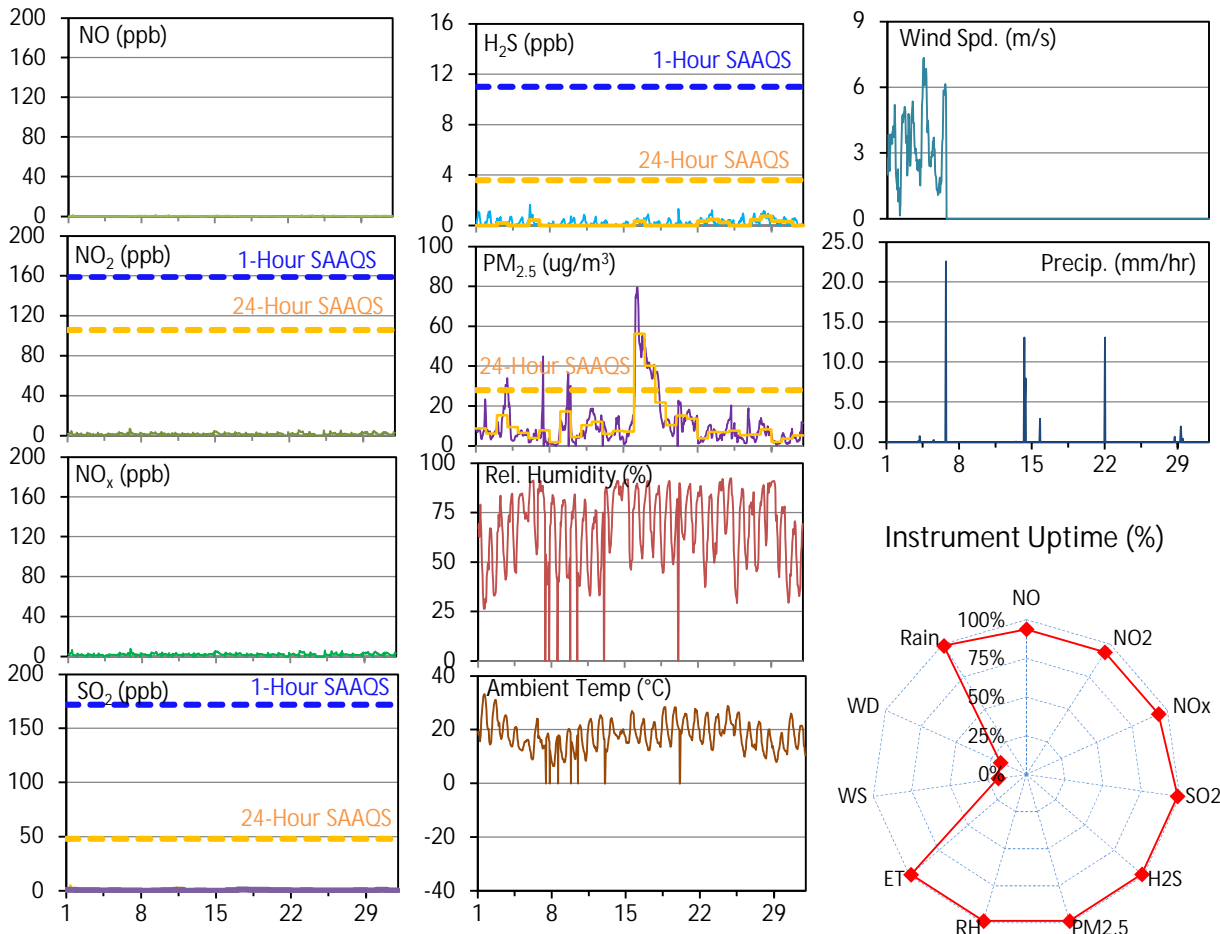 NO (ppb)
200
160
120
80
40
0
NO2 (ppb)
1-Hour SAAQS
24-Hour SAAQS
200
160
120
80
40
0
NOx (ppb)
200
160
120
80
40
0
SO2 (ppb)
1-Hour SAAQS
24-Hour SAAQS
200
150
100
50
0
1 8 15 22 29
H2S (ppb)
1-Hour SAAQS
24-Hour SAAQS
16
12
8
4
0
PM2.5 (ug/m³)
24-Hour SAAQS
100
80
60
40
20
0
Rel. Humidity (%)
100
75
50
25
0
Ambient Temp (°C)
40
20
0
-20
-40
1 8 15 22 29
Wind Spd. (m/s)
9
6
3
0
Precip. (mm/hr)
25.0
20.0
15.0
10.0
5.0
0.0
1 8 15 22 29
Instrument Uptime (%)
NO
NO2
NOx
SO2
H2S
PM2.5
RH
ET
WS
WD
Rain
100%
75%
50%
25%
0%